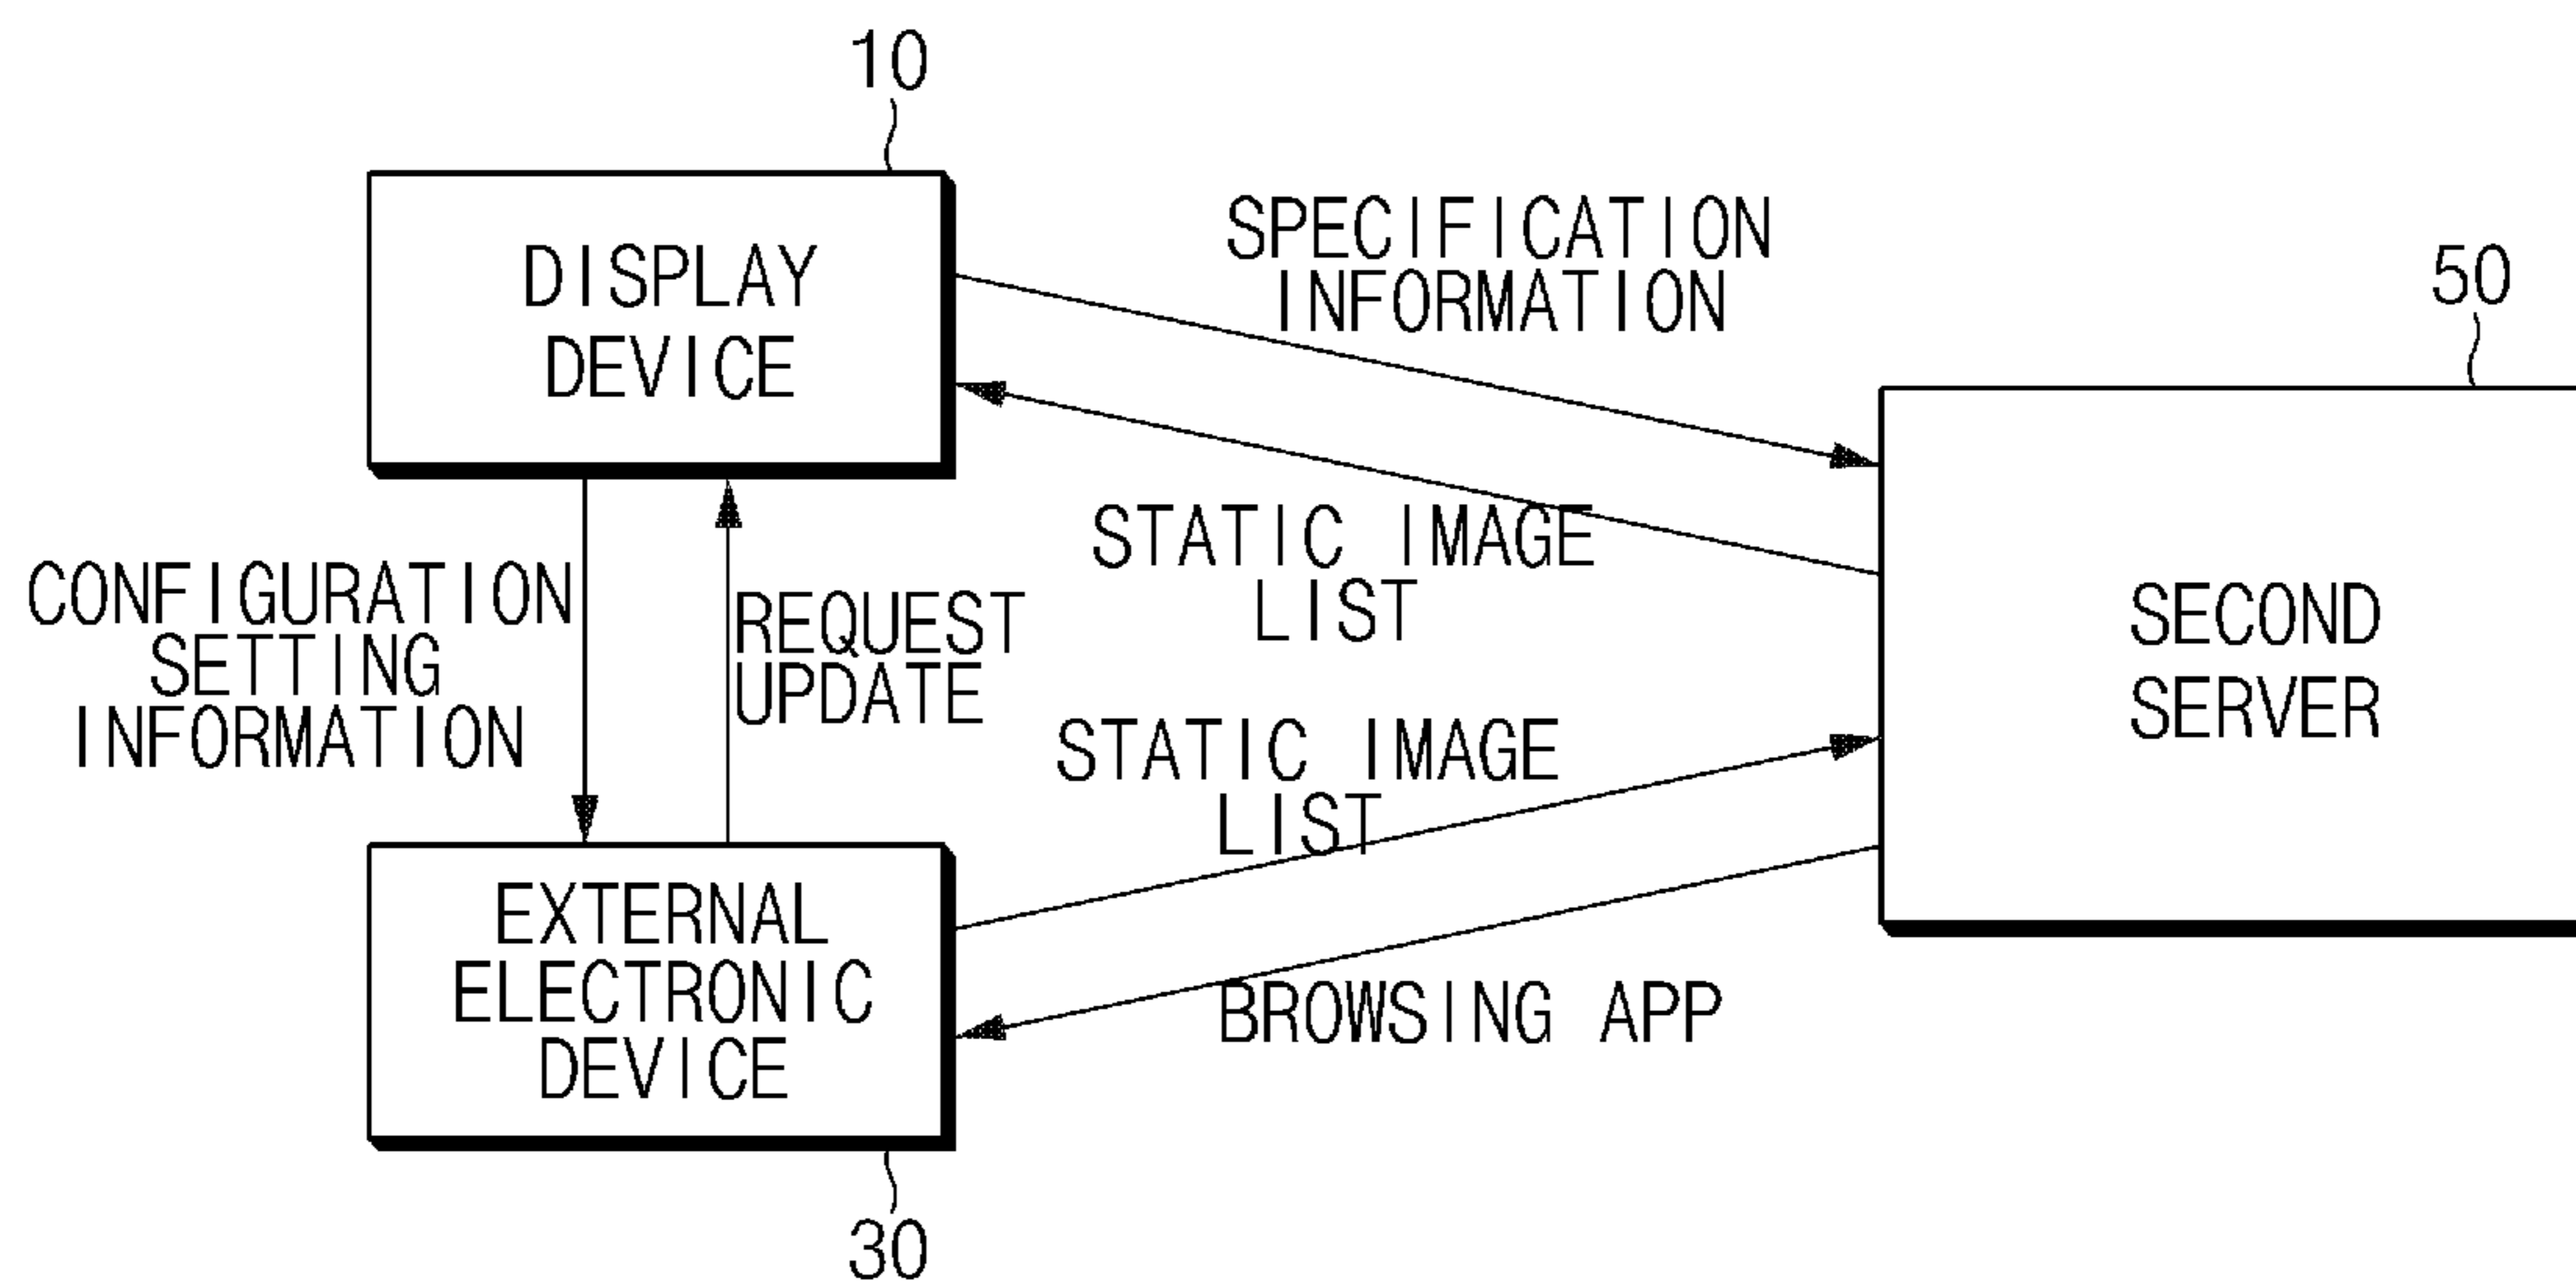 10
DISPLAY
DEVICE
SPECIFICATION
INFORMATION
50
STATIC IMAGE
LIST
CONFIGURATION
SETTING
INFORMATION
REQUEST
UPDATE
SECOND
SERVER
STATIC IMAGE
LIST
EXTERNAL
ELECTRONIC
DEVICE
BROWSING APP
30